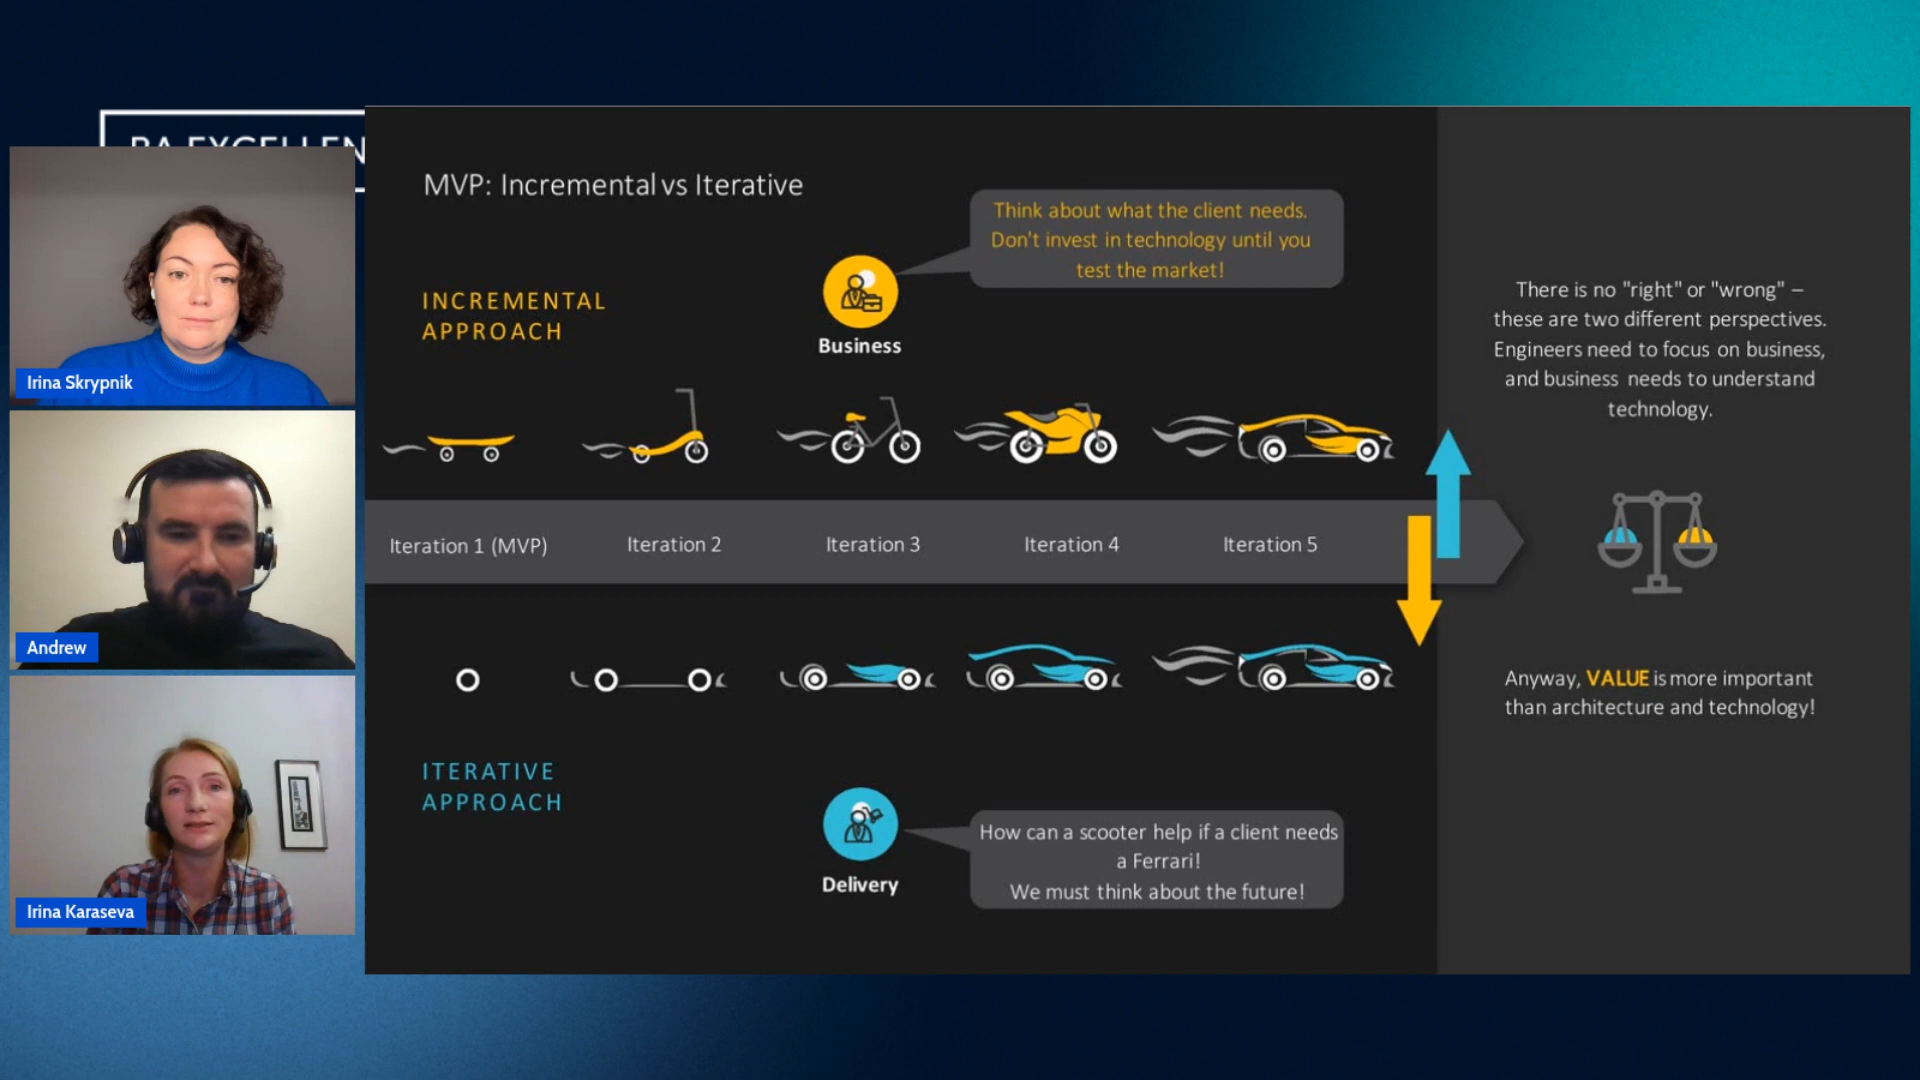 BA EXCELLEN
Irina Skrypnik
Andrew
Irina Karaseva
MVP: Incremental vs Iterative
Think about what the client needs.
Don't invest in technology until you
test the market!
INCREMENTAL
APPROACH
Business
Iteration 1 (MVP)
Iteration 2
Iteration 3
Iteration 4
Iteration 5
ITERATIVE
APPROACH
Delivery
How can a scooter help if a client needs
a Ferrari!
We must think about the future!
There is no "right" or "wrong" –
these are two different perspectives.
Engineers need to focus on business,
and business needs to understand
technology.
Anyway, VALUE is more important
than architecture and technology!